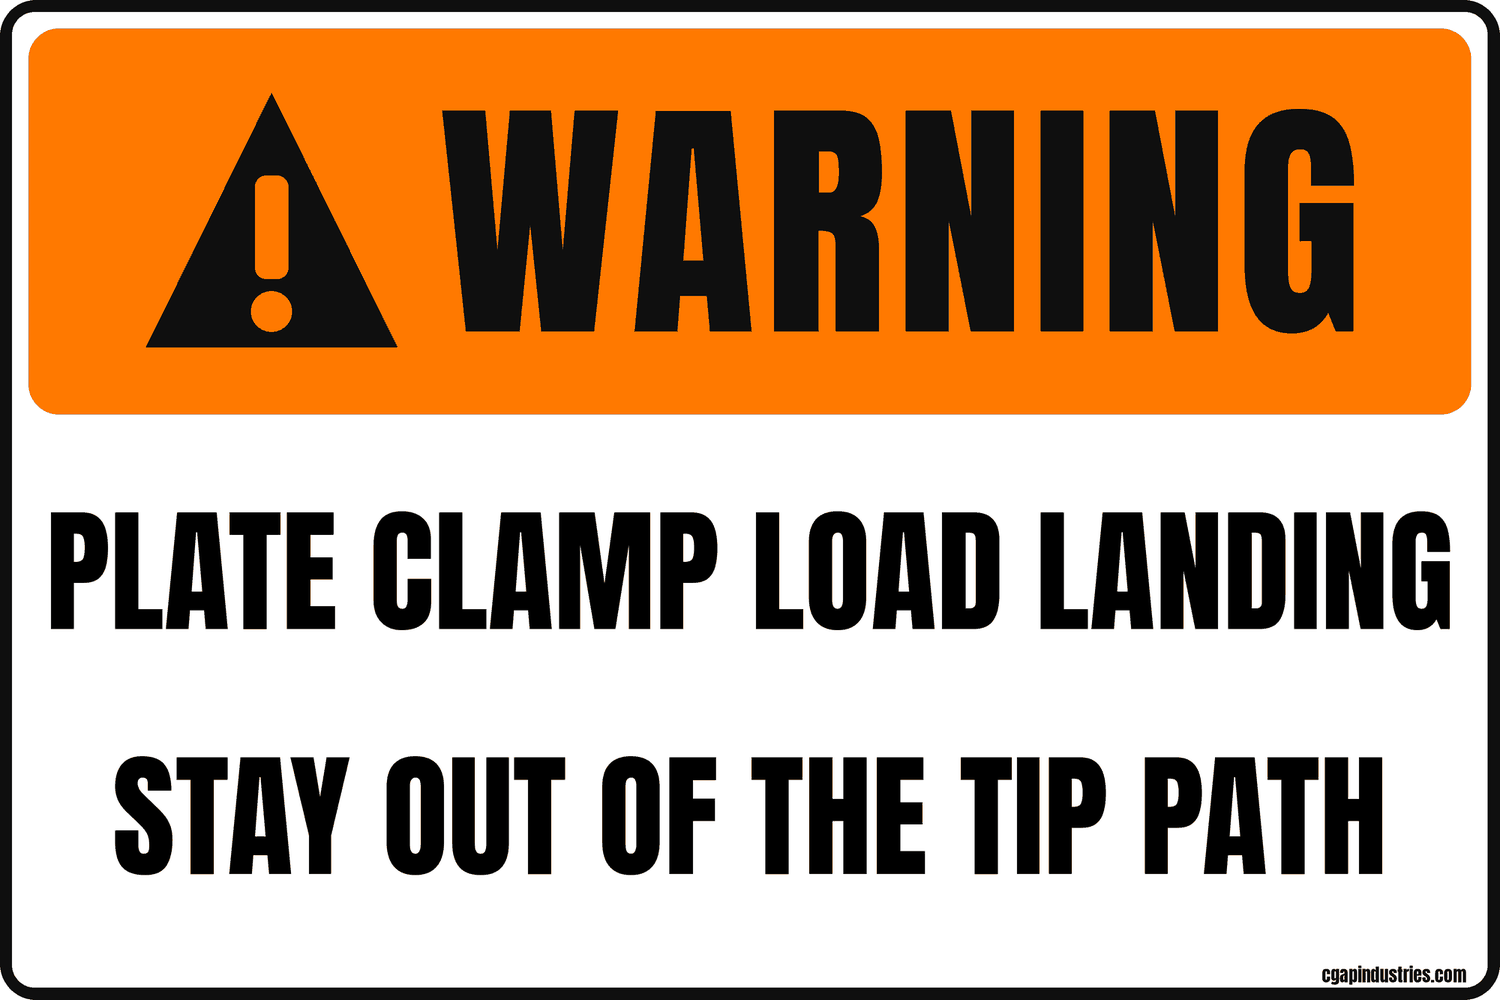 WARNING
PLATE CLAMP LOAD LANDING
STAY OUT OF THE TIP PATH
cgapindustries.com